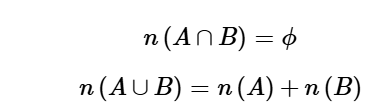 n (A ∩ B) = ϕ
n (A ∪ B) = n (A) + n (B)